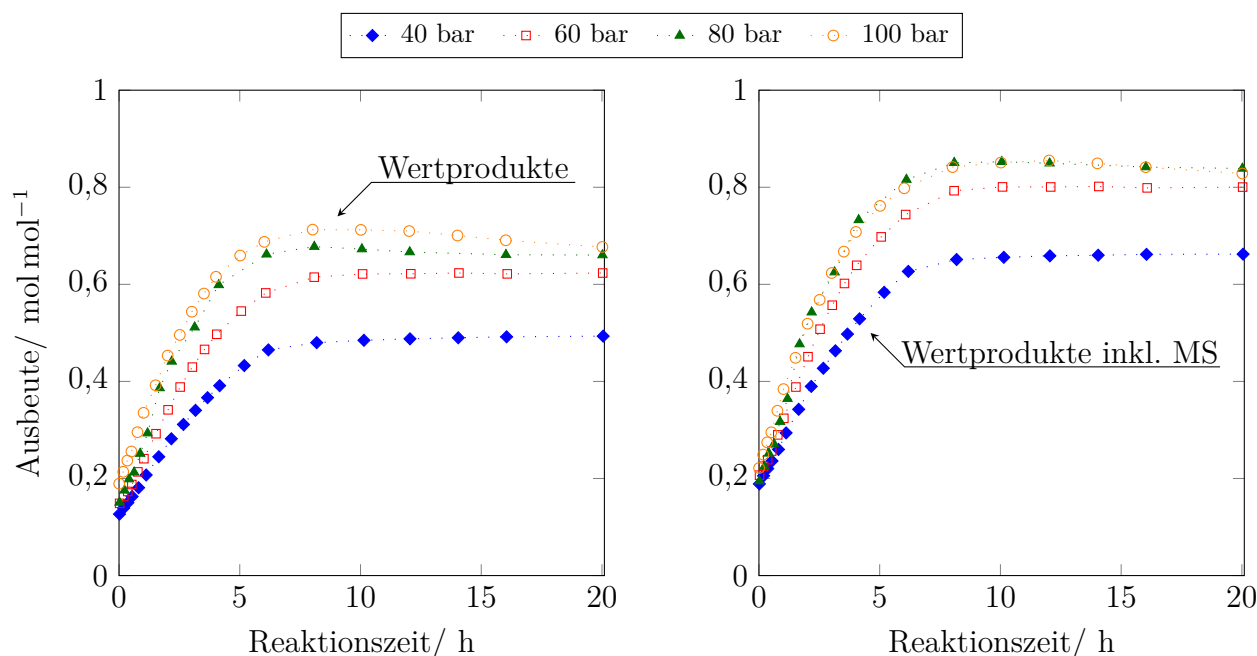 40 bar 60 bar 80 bar 100 bar
1
0,8
0,6
0,4
0,2
0
0 5 10 15 20
Ausbeute/ mol mol⁻¹
Reaktionszeit/ h
Wertprodukte
1
0,8
0,6
0,4
0,2
0
0 5 10 15 20
Reaktionszeit/ h
Wertprodukte inkl. MS